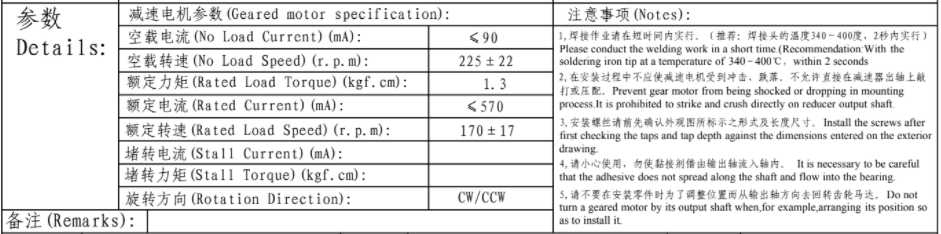 参数
Details:
减速电机参数(Geared motor specification):
空载电流(No Load Current)(mA): ≤90
空载转速(No Load Speed)(r.p.m): 225±22
额定力矩(Rated Load Torque)(kgf.cm): 1.3
额定电流(Rated Current)(mA): ≤570
额定转速(Rated Load Speed)(r.p.m): 170±17
堵转电流(Stall Current)(mA):
堵转力矩(Stall Torque)(kgf.cm):
旋转方向(Rotation Direction): CW/CCW
备注(Remarks):
注意事项(Notes):
1,焊接作业请在短时间内实行。(推荐:焊接头的温度340-400度,2秒内实行)
Please conduct the welding work in a short time.(Recommendation:With the
soldering iron tip at a temperature of 340-400℃, within 2 seconds
2,在安装过程中不应使减速电机受到冲击、跌落。不允许直接在减速器出轴上敲
打或压配。Prevent gear motor from being shocked or dropping in mounting
process.It is prohibited to strike and crush directly on reducer output shaft.
3,安装螺丝请前先确认外观图所标示之形式及长度尺寸。 Install the screws after
first checking the taps and tap depth against the dimensions entered on the exterior
drawing.
4,请小心使用,勿使黏接剂借由输出轴流入轴内。 It is necessary to be careful
that the adhesive does not spread along the shaft and flow into the bearing.
5,请不要在安装零件时为了调整位置而从输出轴方向去回转齿轮马达。Do not
turn a geared motor by its output shaft when,for example,arranging its position so
as to install it.